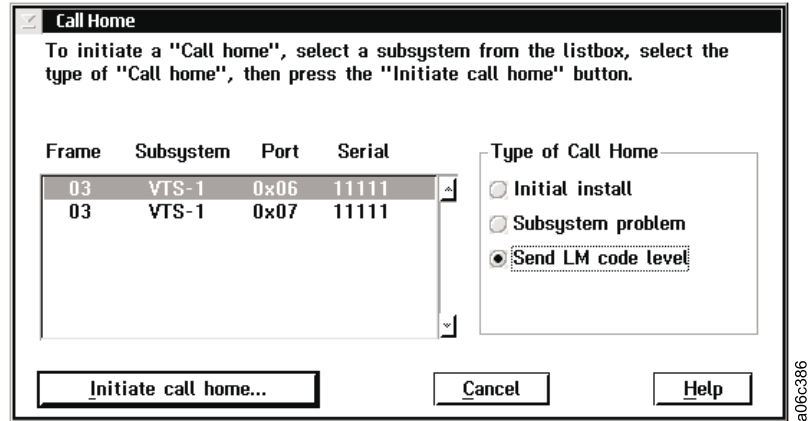 Call Home
To initiate a "Call home", select a subsystem from the listbox, select the
type of "Call home", then press the "Initiate call home" button.
Frame Subsystem Port Serial
03 VTS-1 0x06 11111
03 VTS-1 0x07 11111
Type of Call Home
Initial install
Subsystem problem
Send LM code level
Initiate call home... Cancel Help
a06c386